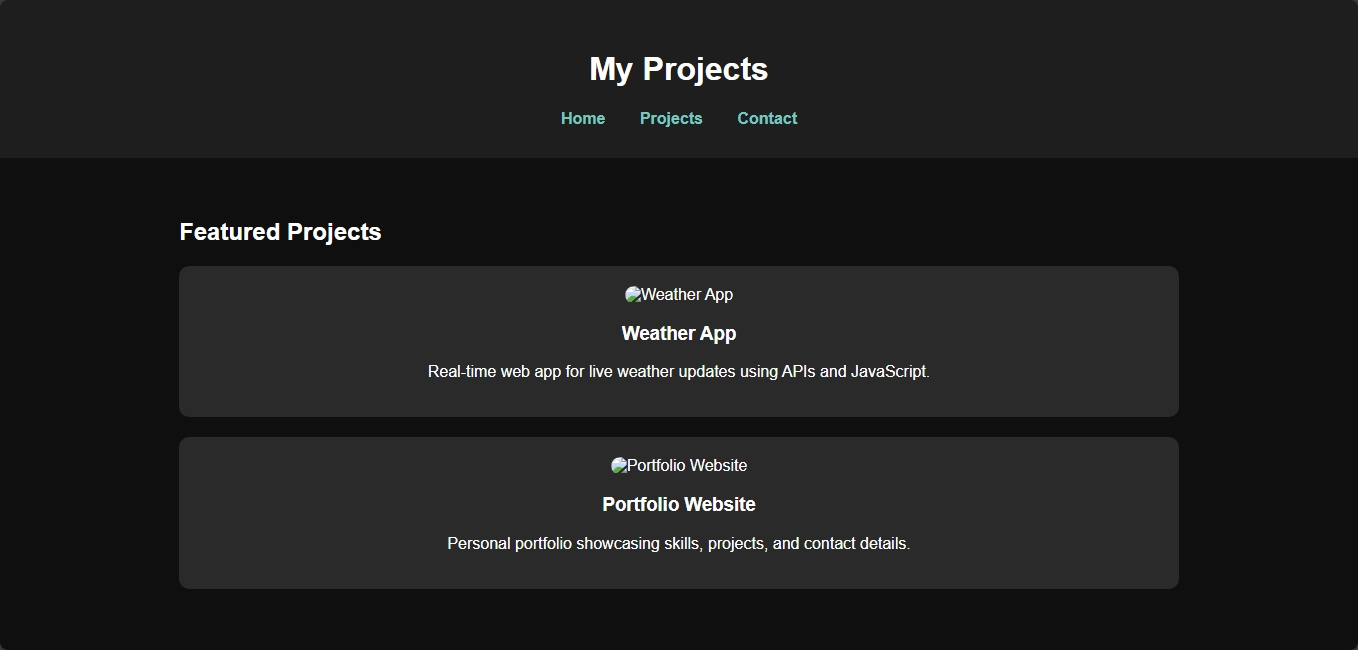 My Projects
Home Projects Contact
Featured Projects
Weather App
Weather App
Real-time web app for live weather updates using APIs and JavaScript.
Portfolio Website
Portfolio Website
Personal portfolio showcasing skills, projects, and contact details.